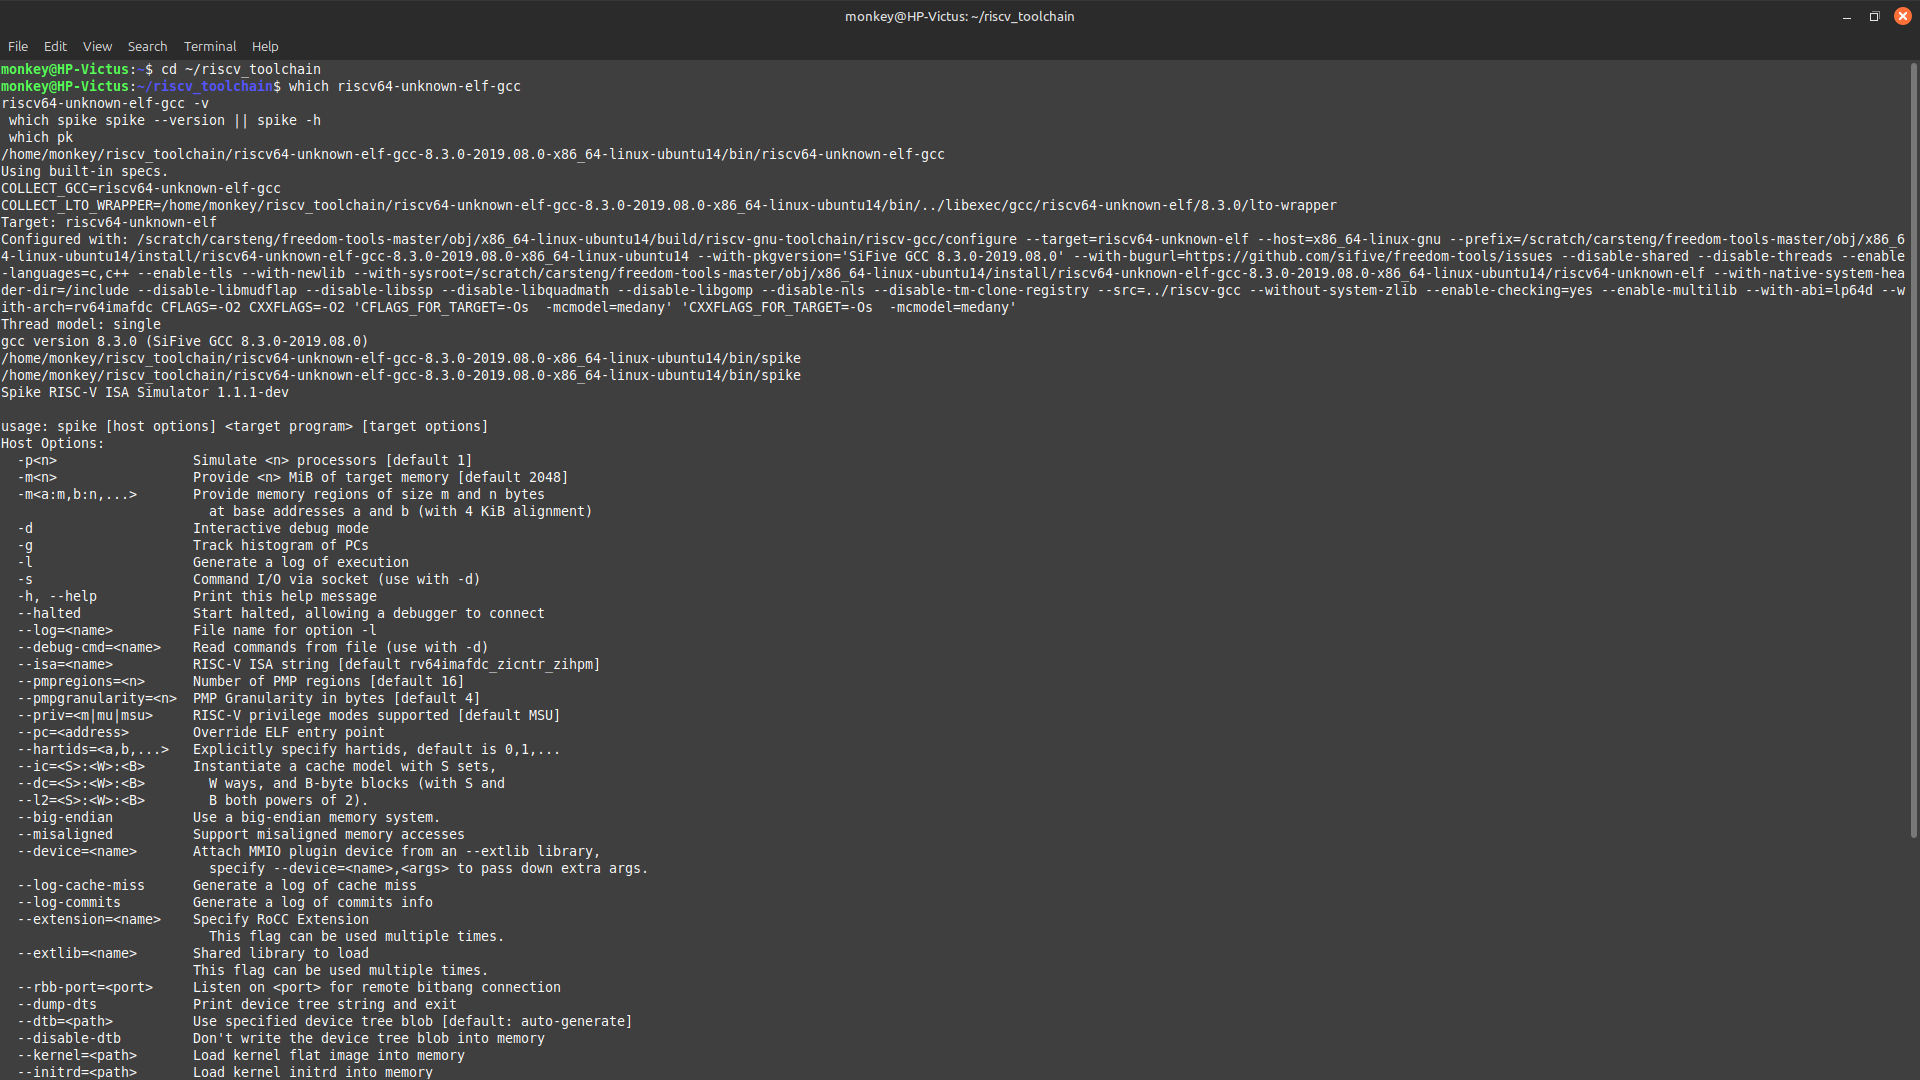 monkey@HP-Victus: ~/riscv_toolchain
File Edit View Search Terminal Help
monkey@HP-Victus:~$ cd ~/riscv_toolchain
monkey@HP-Victus:~/riscv_toolchain$ which riscv64-unknown-elf-gcc
riscv64-unknown-elf-gcc -v
 which spike spike --version || spike -h
 which pk
/home/monkey/riscv_toolchain/riscv64-unknown-elf-gcc-8.3.0-2019.08.0-x86_64-linux-ubuntu14/bin/riscv64-unknown-elf-gcc
Using built-in specs.
COLLECT_GCC=riscv64-unknown-elf-gcc
COLLECT_LTO_WRAPPER=/home/monkey/riscv_toolchain/riscv64-unknown-elf-gcc-8.3.0-2019.08.0-x86_64-linux-ubuntu14/bin/../libexec/gcc/riscv64-unknown-elf/8.3.0/lto-wrapper
Target: riscv64-unknown-elf
Configured with: /scratch/carsteng/freedom-tools-master/obj/x86_64-linux-ubuntu14/build/riscv-gnu-toolchain/riscv-gcc/configure --target=riscv64-unknown-elf --host=x86_64-linux-gnu --prefix=/scratch/carsteng/freedom-tools-master/obj/x86_6
4-linux-ubuntu14/install/riscv64-unknown-elf-gcc-8.3.0-2019.08.0-x86_64-linux-ubuntu14 --with-pkgversion='SiFive GCC 8.3.0-2019.08.0' --with-bugurl=https://github.com/sifive/freedom-tools/issues --disable-shared --disable-threads --enable
-languages=c,c++ --enable-tls --with-newlib --with-sysroot=/scratch/carsteng/freedom-tools-master/obj/x86_64-linux-ubuntu14/install/riscv64-unknown-elf-gcc-8.3.0-2019.08.0-x86_64-linux-ubuntu14/riscv64-unknown-elf --with-native-system-hea
der-dir=/include --disable-libmudflap --disable-libssp --disable-libquadmath --disable-libgomp --disable-nls --disable-tm-clone-registry --src=../riscv-gcc --without-system-zlib --enable-checking=yes --enable-multilib --with-abi=lp64d --w
ith-arch=rv64imafdc CFLAGS=-O2 CXXFLAGS=-O2 'CFLAGS_FOR_TARGET=-Os  -mcmodel=medany' 'CXXFLAGS_FOR_TARGET=-Os  -mcmodel=medany'
Thread model: single
gcc version 8.3.0 (SiFive GCC 8.3.0-2019.08.0)
/home/monkey/riscv_toolchain/riscv64-unknown-elf-gcc-8.3.0-2019.08.0-x86_64-linux-ubuntu14/bin/spike
/home/monkey/riscv_toolchain/riscv64-unknown-elf-gcc-8.3.0-2019.08.0-x86_64-linux-ubuntu14/bin/spike
Spike RISC-V ISA Simulator 1.1.1-dev

usage: spike [host options] <target program> [target options]
Host Options:
  -p<n>                 Simulate <n> processors [default 1]
  -m<n>                 Provide <n> MiB of target memory [default 2048]
  -m<a:m,b:n,...>       Provide memory regions of size m and n bytes
                          at base addresses a and b (with 4 KiB alignment)
  -d                    Interactive debug mode
  -g                    Track histogram of PCs
  -l                    Generate a log of execution
  -s                    Command I/O via socket (use with -d)
  -h, --help            Print this help message
  --halted              Start halted, allowing a debugger to connect
  --log=<name>          File name for option -l
  --debug-cmd=<name>    Read commands from file (use with -d)
  --isa=<name>          RISC-V ISA string [default rv64imafdc_zicntr_zihpm]
  --pmpregions=<n>      Number of PMP regions [default 16]
  --pmpgranularity=<n>  PMP Granularity in bytes [default 4]
  --priv=<m|mu|msu>     RISC-V privilege modes supported [default MSU]
  --pc=<address>        Override ELF entry point
  --hartids=<a,b,...>   Explicitly specify hartids, default is 0,1,...
  --ic=<S>:<W>:<B>      Instantiate a cache model with S sets,
  --dc=<S>:<W>:<B>        W ways, and B-byte blocks (with S and
  --l2=<S>:<W>:<B>        B both powers of 2).
  --big-endian          Use a big-endian memory system.
  --misaligned          Support misaligned memory accesses
  --device=<name>       Attach MMIO plugin device from an --extlib library,
                          specify --device=<name>,<args> to pass down extra args.
  --log-cache-miss      Generate a log of cache miss
  --log-commits         Generate a log of commits info
  --extension=<name>    Specify RoCC Extension
                          This flag can be used multiple times.
  --extlib=<name>       Shared library to load
                        This flag can be used multiple times.
  --rbb-port=<port>     Listen on <port> for remote bitbang connection
  --dump-dts            Print device tree string and exit
  --dtb=<path>          Use specified device tree blob [default: auto-generate]
  --disable-dtb         Don't write the device tree blob into memory
  --kernel=<path>       Load kernel flat image into memory
  --initrd=<path>       Load kernel initrd into memory